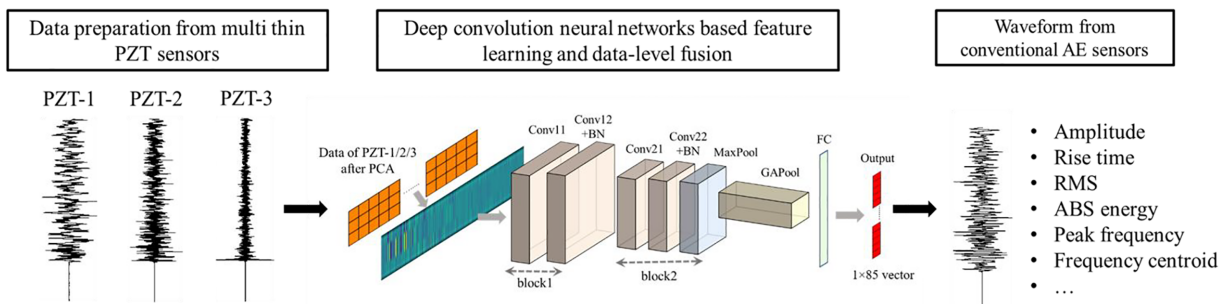 Data preparation from multi thin
PZT sensors
Deep convolution neural networks based feature
learning and data-level fusion
Waveform from
conventional AE sensors
PZT-1
PZT-2
PZT-3
Data of PZT-1/2/3
after PCA
Conv11
Conv12
+BN
Conv21
Conv22
+BN
MaxPool
GAPool
FC
Output
block1
block2
1×85 vector
• Amplitude
• Rise time
• RMS
• ABS energy
• Peak frequency
• Frequency centroid
• …